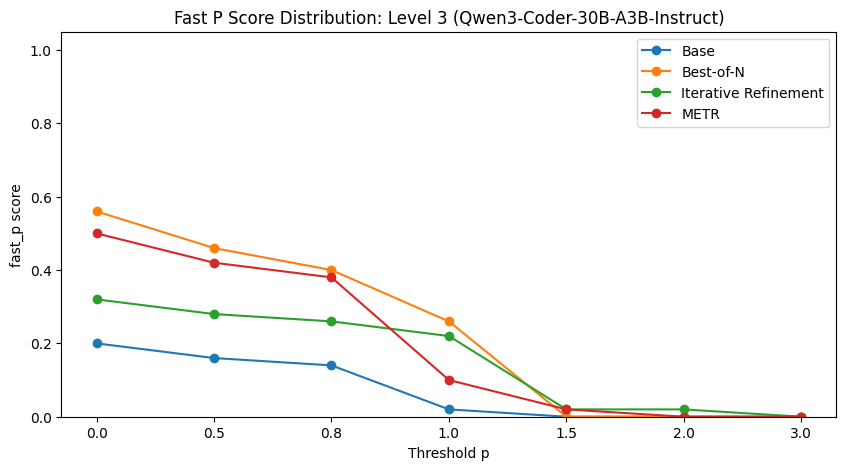 Fast P Score Distribution: Level 3 (Qwen3-Coder-30B-A3B-Instruct)
Base
Best-of-N
Iterative Refinement
METR
fast_p score
1.0
0.8
0.6
0.4
0.2
0.0
0.0 0.5 0.8 1.0 1.5 2.0 3.0
Threshold p